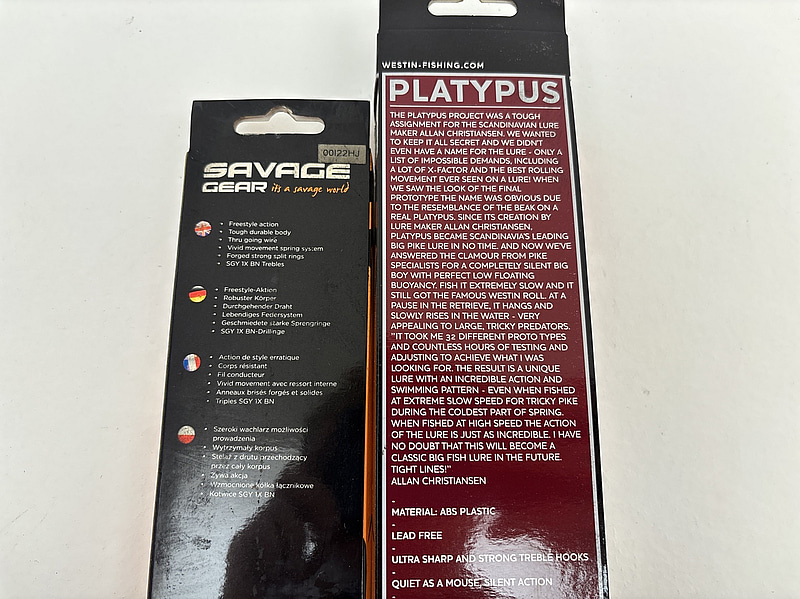 00122HJ
SAVAGE
GEAR it's a savage world
• Freestyle action
• Tough durable body
• Thru going wire
• Vivid movement spring system
• Forged strong split rings
• SGY 1X BN Trebles
• Freestyle-Aktion
• Robuster Körper
• Durchgehender Draht
• Lebendiges Federsystem
• Geschmiedete starke Sprengringe
• SGY 1X BN-Drillinge
• Action de style erratique
• Corps résistant
• Fil conducteur
• Vivid movement avec ressort interne
• Anneaux brisés forgés et solides
• Triples SGY 1X BN
• Szeroki wachlarz możliwości
prowadzenia
• Wytrzymały korpus
• Stelaż z drutu przechodzący
przez cały korpus
• Żywa akcja
• Wzmocnione kółka łącznikowe
• Kotwice SGY 1X BN
WESTIN-FISHING.COM
PLATYPUS
THE PLATYPUS PROJECT WAS A TOUGH
ASSIGNMENT FOR THE SCANDINAVIAN LURE
MAKER ALLAN CHRISTIANSEN. WE WANTED
TO KEEP IT ALL SECRET AND WE DIDN'T
EVEN HAVE A NAME FOR THE LURE - ONLY A
LIST OF IMPOSSIBLE DEMANDS, INCLUDING
A LOT OF X-FACTOR AND THE BEST ROLLING
MOVEMENT EVER SEEN ON A LURE! WHEN
WE SAW THE LOOK OF THE FINAL
PROTOTYPE THE NAME WAS OBVIOUS DUE
TO THE RESEMBLANCE OF THE BEAK ON A
REAL PLATYPUS. SINCE ITS CREATION BY
LURE MAKER ALLAN CHRISTIANSEN,
PLATYPUS BECAME SCANDINAVIA'S LEADING
BIG PIKE LURE IN NO TIME. AND NOW WE'VE
ANSWERED THE CLAMOUR FROM PIKE
SPECIALISTS FOR A COMPLETELY SILENT BIG
BOY WITH PERFECT LOW FLOATING
BUOYANCY. FISH IT EXTREMELY SLOW AND IT
STILL GOT THE FAMOUS WESTIN ROLL. AT A
PAUSE IN THE RETRIEVE, IT HANGS AND
SLOWLY RISES IN THE WATER - VERY
APPEALING TO LARGE, TRICKY PREDATORS.
"IT TOOK ME 32 DIFFERENT PROTO TYPES
AND COUNTLESS HOURS OF TESTING AND
ADJUSTING TO ACHIEVE WHAT I WAS
LOOKING FOR. THE RESULT IS A UNIQUE
LURE WITH AN INCREDIBLE ACTION AND
SWIMMING PATTERN - EVEN WHEN FISHED
AT EXTREME SLOW SPEED FOR TRICKY PIKE
DURING THE COLDEST PART OF SPRING.
WHEN FISHED AT HIGH SPEED THE ACTION
OF THE LURE IS JUST AS INCREDIBLE. I HAVE
NO DOUBT THAT THIS WILL BECOME A
CLASSIC BIG FISH LURE IN THE FUTURE.
TIGHT LINES!"
ALLAN CHRISTIANSEN
-
MATERIAL: ABS PLASTIC
-
LEAD FREE
-
ULTRA SHARP AND STRONG TREBLE HOOKS
-
QUIET AS A MOUSE, SILENT ACTION
-